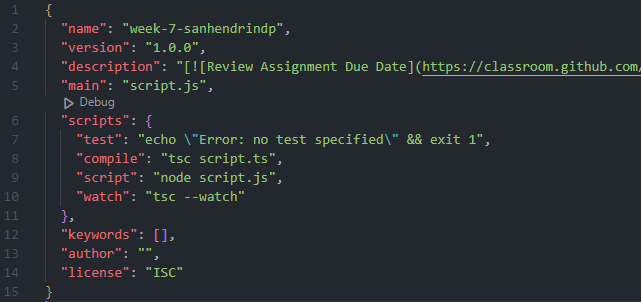 1 {
2 "name": "week-7-sanhendrindp",
3 "version": "1.0.0",
4 "description": "[![Review Assignment Due Date](https://classroom.github.com/
5 "main": "script.js",
Debug
6 "scripts": {
7 "test": "echo \"Error: no test specified\" && exit 1",
8 "compile": "tsc script.ts",
9 "script": "node script.js",
10 "watch": "tsc --watch"
11 },
12 "keywords": [],
13 "author": "",
14 "license": "ISC"
15 }